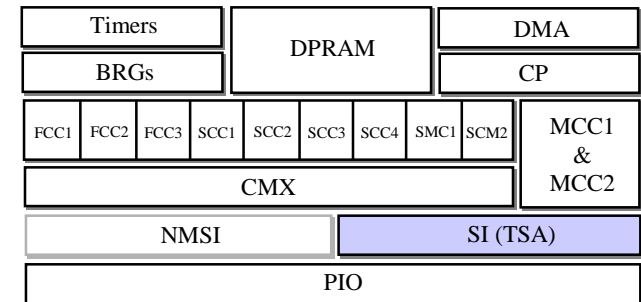 Timers
DPRAM
DMA
BRGs
CP
FCC1 FCC2 FCC3 SCC1 SCC2 SCC3 SCC4 SMC1 SCM2
MCC1
&
MCC2
CMX
NMSI
SI (TSA)
PIO